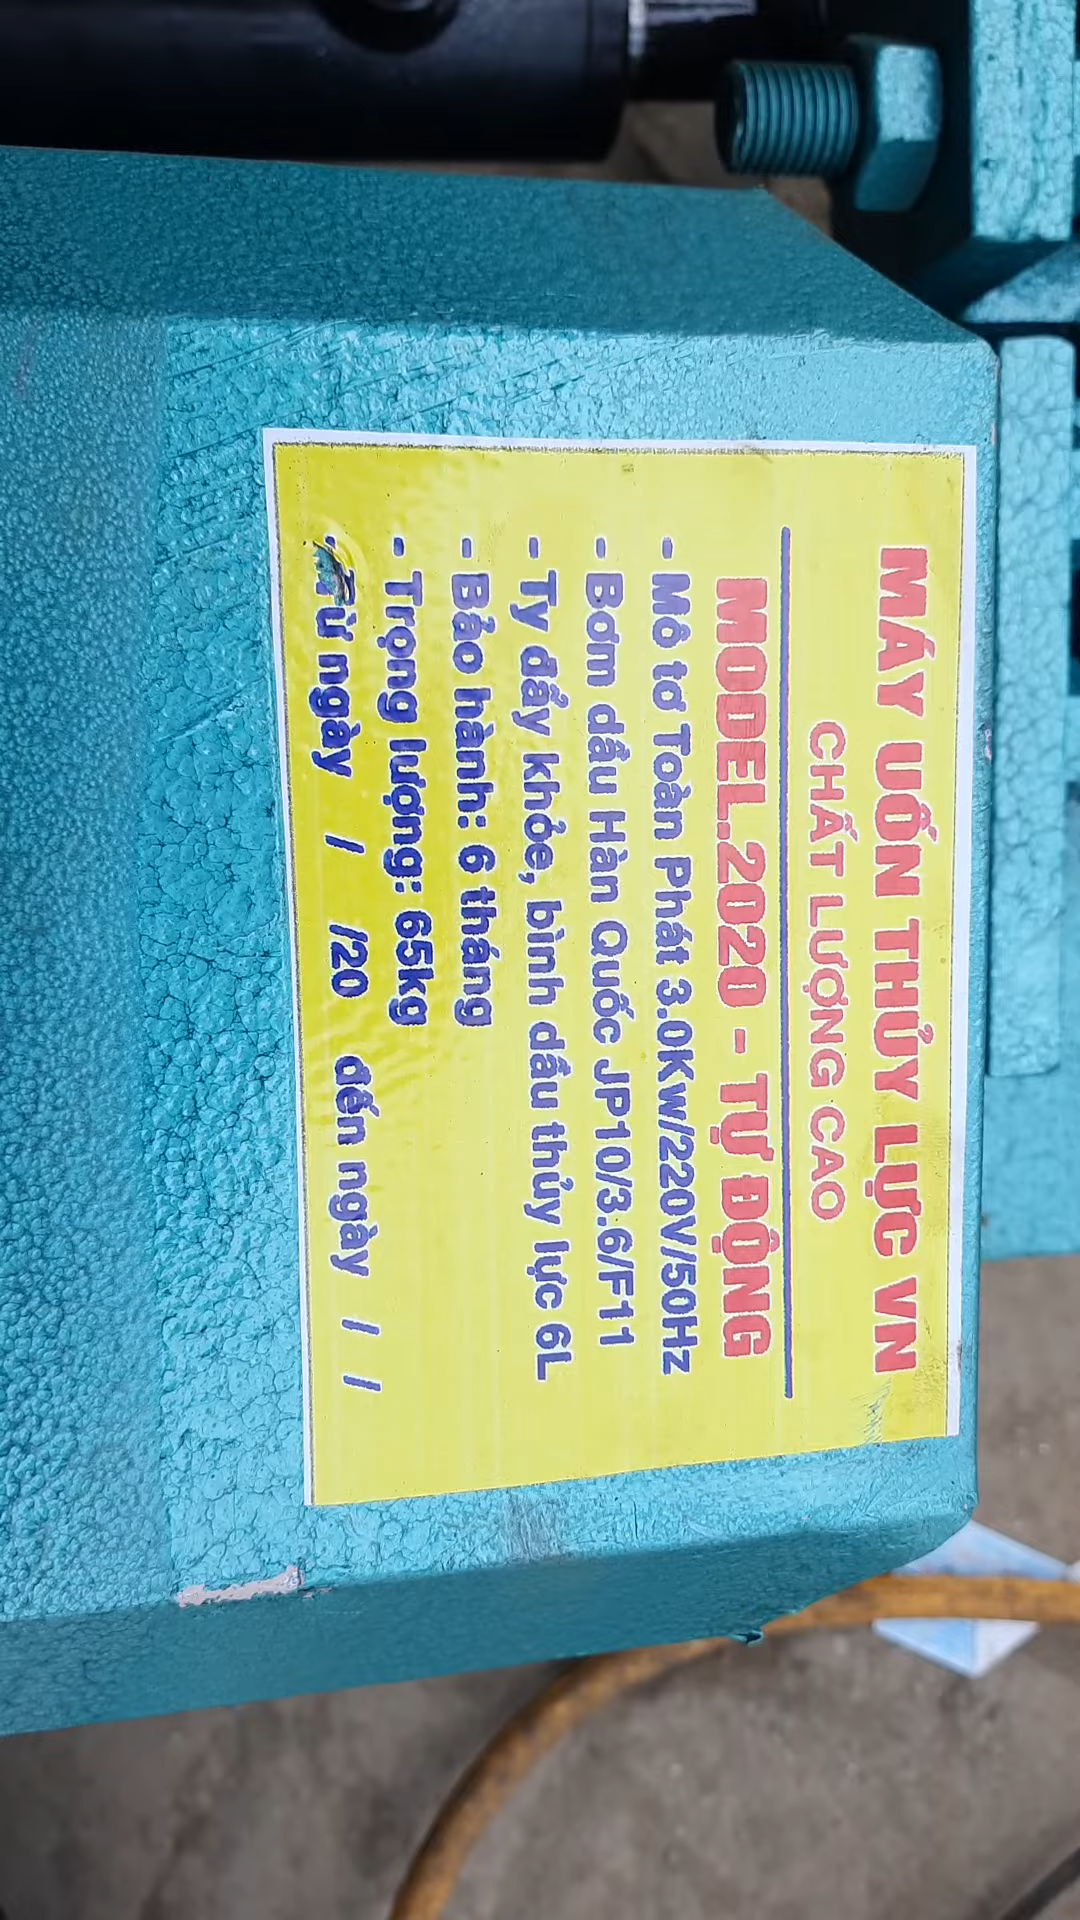 MÁY UỐN THỦY LỰC VN
CHẤT LƯỢNG CAO
MODEL.2020 - TỰ ĐỘNG
- Mô tơ Toàn Phát 3.0Kw/220V/50Hz
- Bơm dầu Hàn Quốc JP10/3.6/F11
- Ty đẩy khỏe, bình dầu thủy lực 6L
- Bảo hành: 6 tháng
- Trọng lượng: 65kg
- Từ ngày / /20 đến ngày / /